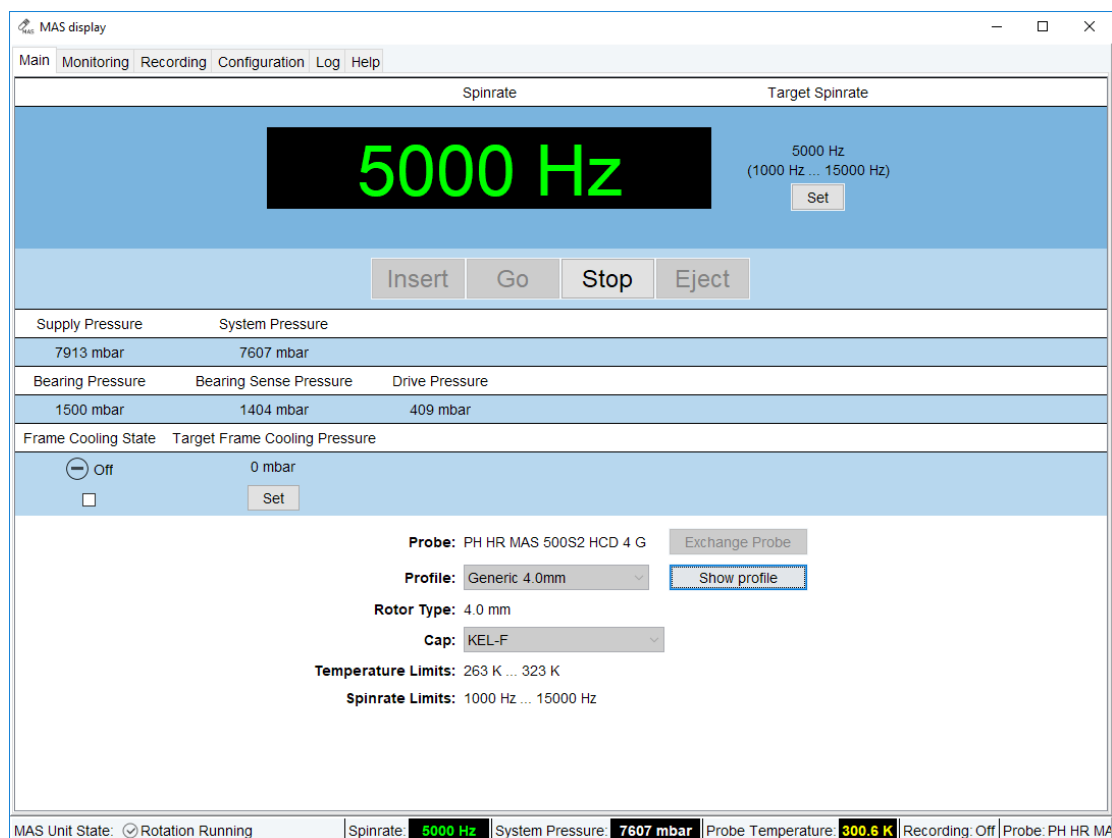 MAS MAS display
Main Monitoring Recording Configuration Log Help
Spinrate Target Spinrate
5000 Hz
5000 Hz
(1000 Hz ... 15000 Hz)
Set
Insert Go Stop Eject
Supply Pressure System Pressure
7913 mbar 7607 mbar
Bearing Pressure Bearing Sense Pressure Drive Pressure
1500 mbar 1404 mbar 409 mbar
Frame Cooling State Target Frame Cooling Pressure
Off 0 mbar
Set
Probe: PH HR MAS 500S2 HCD 4 G Exchange Probe
Profile: Generic 4.0mm Show profile
Rotor Type: 4.0 mm
Cap: KEL-F
Temperature Limits: 263 K ... 323 K
Spinrate Limits: 1000 Hz ... 15000 Hz
MAS Unit State: Rotation Running Spinrate: 5000 Hz System Pressure: 7607 mbar Probe Temperature: 300.6 K Recording: Off Probe: PH HR MA